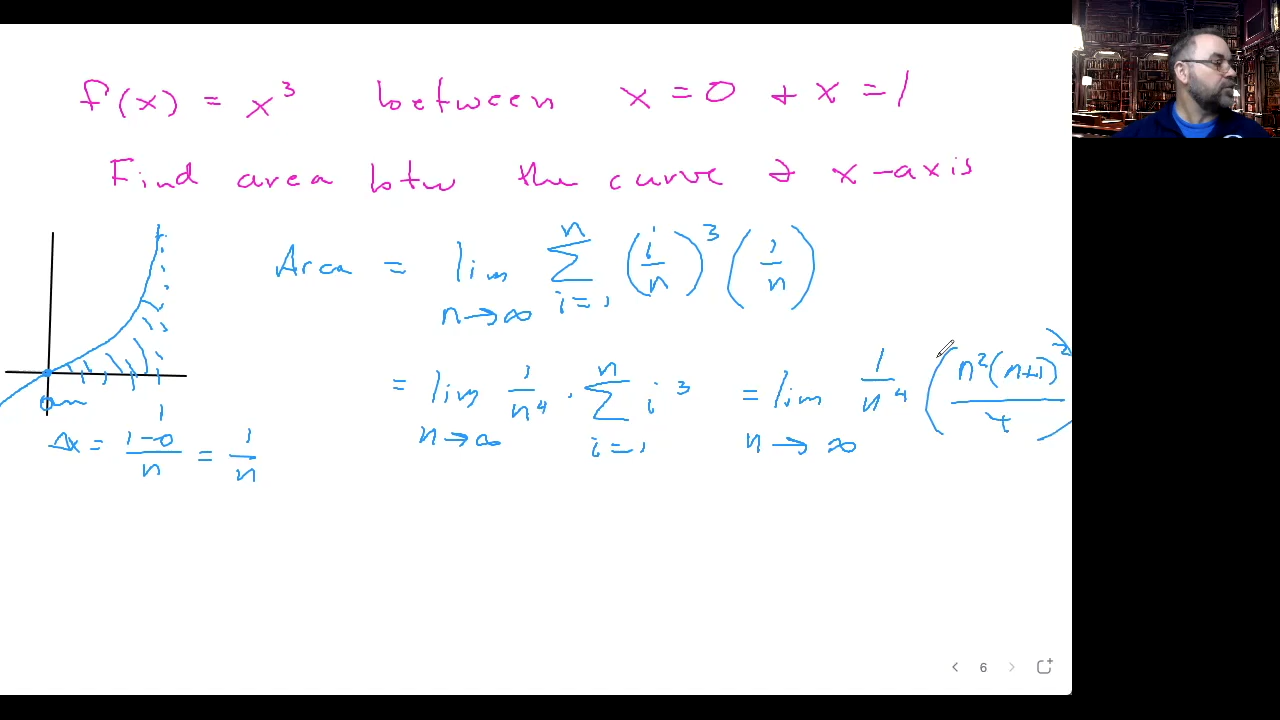 f(x) = x³ between x = 0 + x = 1
Find area btw the curve & x-axis
Area = lim n→∞ Σ i=1 n (i/n)³ (1/n)
= lim n→∞ 1/n⁴ · Σ i=1 n i³ = lim n→∞ 1/n⁴ (n²(n+1)²/4)
1
Δx = (1-0)/n = 1/n
6